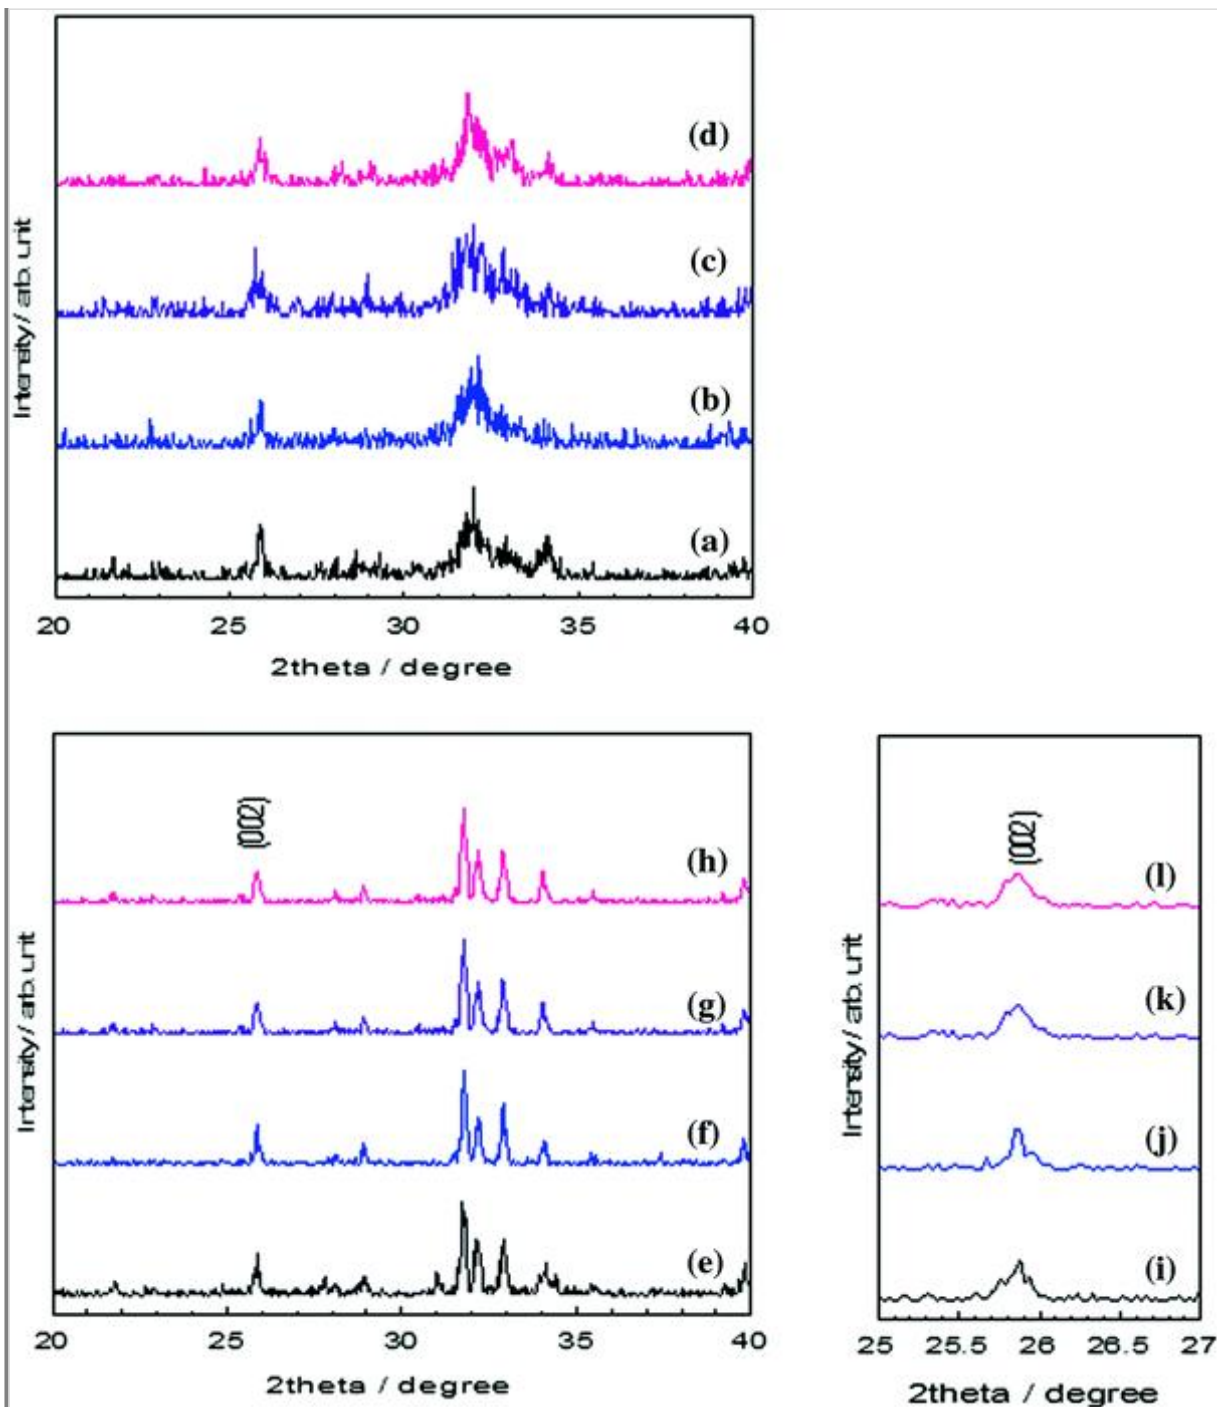 (d)
(c)
(b)
(a)
Intensity / arb. unit
20 25 30 35 40
2theta / degree
(002)
(h)
(g)
(f)
(e)
Intensity / arb. unit
20 25 30 35 40
2theta / degree
(002)
(l)
(k)
(j)
(i)
Intensity / arb. unit
25 25.5 26 26.5 27
2theta / degree